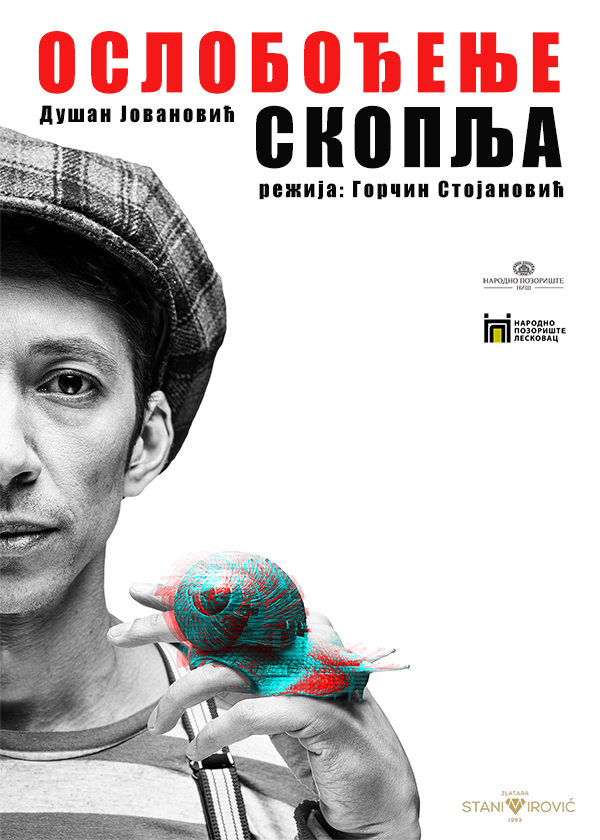 ОСЛОБОЂЕЊЕ
Душан Јовановић
СКОПЉА
режија: Горчин Стојановић
НАРОДНО ПОЗОРИШТЕ
НИШ
НАРОДНО
ПОЗОРИШТЕ
ЛЕСКОВАЦ
ZLATARA
STANIVIROVIĆ
1993